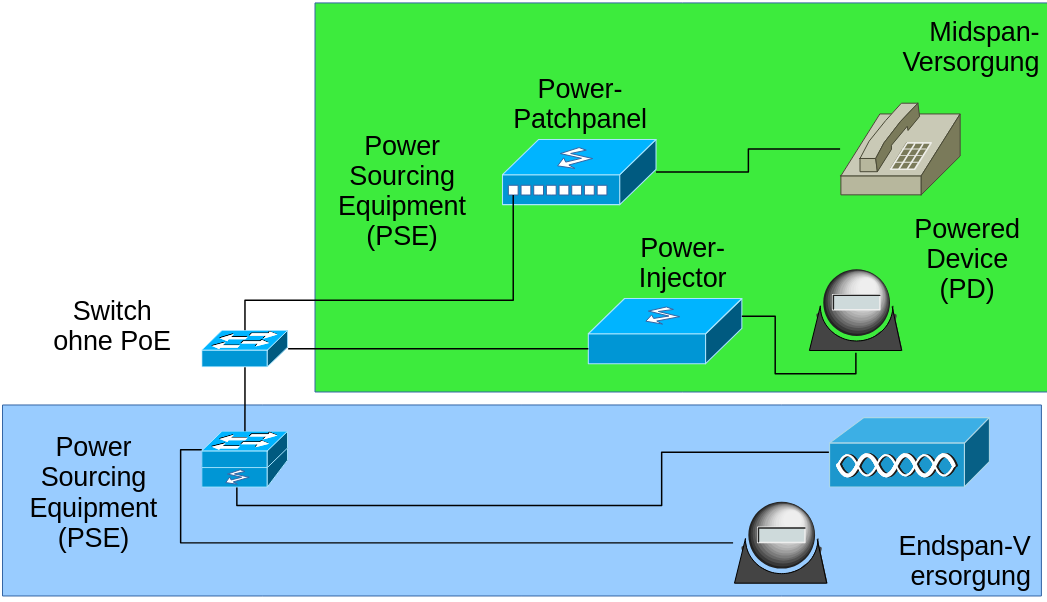 Midspan-
Versorgung
Power-
Patchpanel
Power
Sourcing
Equipment
(PSE)
Powered
Device
(PD)
Power-
Injector
Switch
ohne PoE
Power
Sourcing
Equipment
(PSE)
Endspan-V
ersorgung